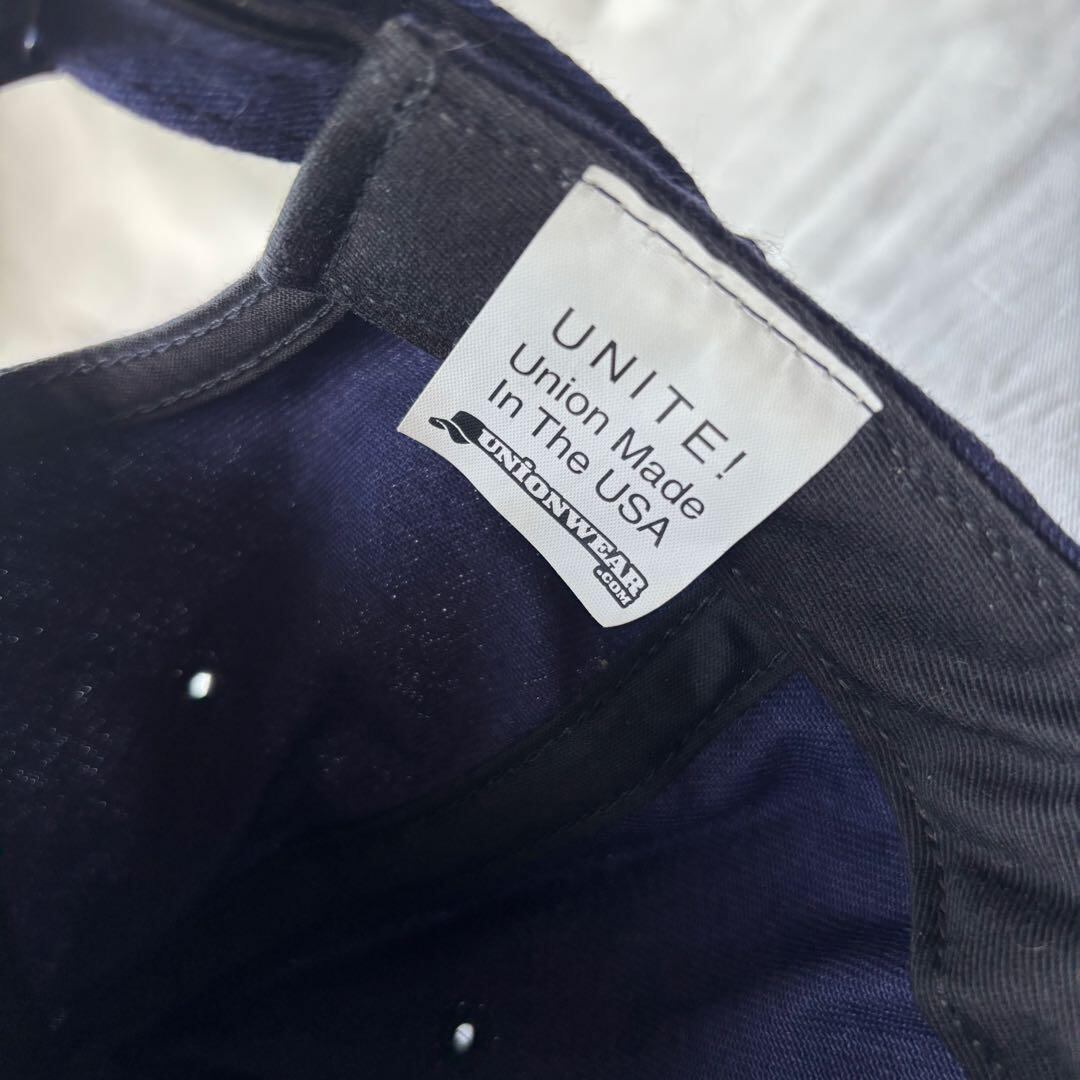 UNITE!
Union Made
In The USA
UNIONWEAR
.COM